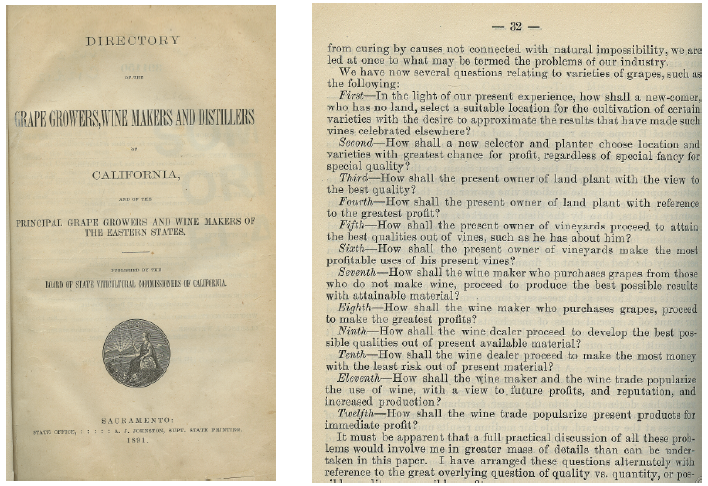 DIRECTORY
OF THE
GRAPE GROWERS, WINE MAKERS AND DISTILLERS
OF
CALIFORNIA,
AND OF THE
PRINCIPAL GRAPE GROWERS AND WINE MAKERS OF
THE EASTERN STATES.
PUBLISHED BY THE
BOARD OF STATE VITICULTURAL COMMISSIONERS OF CALIFORNIA.
SACRAMENTO:
STATE OFFICE, : : : : : A. J. JOHNSTON, SUPT. STATE PRINTING.
1891.
— 32 —
from curing by causes not connected with natural impossibility, we are
led at once to what may be termed the problems of our industry.
We have now several questions relating to varieties of grapes, such as
the following:
First—In the light of our present experience, how shall a new-comer,
who has no land, select a suitable location for the cultivation of certain
varieties with the desire to approximate the results that have made such
vines celebrated elsewhere?
Second—How shall a new selector and planter choose location and
varieties with greatest chance for profit, regardless of special fancy for
special quality?
Third—How shall the present owner of land plant with the view to
the best quality?
Fourth—How shall the present owner of land plant with reference
to the greatest profit?
Fifth—How shall the present owner of vineyards proceed to attain
the best qualities out of vines, such as he has about him?
Sixth—How shall the present owner of vineyards make the most
profitable uses of his present vines?
Seventh—How shall the wine maker who purchases grapes from those
who do not make wine, proceed to produce the best possible results
with attainable material?
Eighth—How shall the wine maker who purchases grapes, proceed
to make the greatest profits?
Ninth—How shall the wine dealer proceed to develop the best pos-
sible qualities out of present available material?
Tenth—How shall the wine dealer proceed to make the most money
with the least risk out of present material?
Eleventh—How shall the wine maker and the wine trade popularize
the use of wine, with a view to future profits, and reputation, and
increased production?
Twelfth—How shall the wine trade popularize present products for
immediate profit?
It must be apparent that a full practical discussion of all these prob-
lems would involve me in greater mass of details than can be under-
taken in this paper. I have arranged these questions alternately with
reference to the great overlying question of quality vs. quantity, or pos-